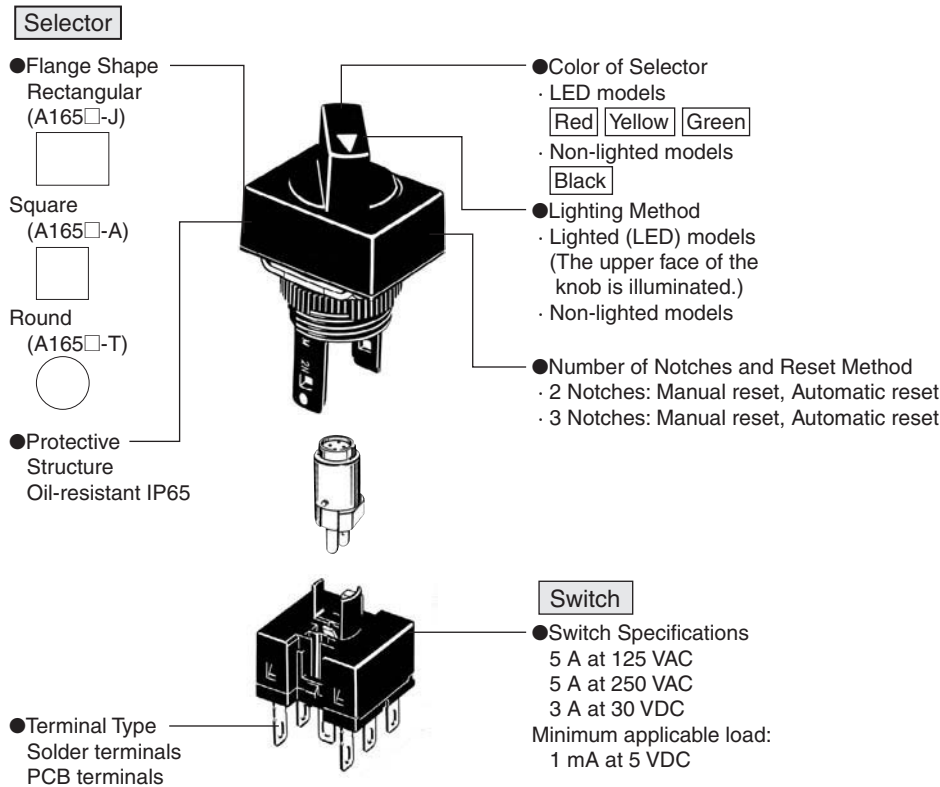 Selector
●Flange Shape
Rectangular
(A165□-J)
Square
(A165□-A)
Round
(A165□-T)
●Protective
Structure
Oil-resistant IP65
●Color of Selector
· LED models
Red Yellow Green
· Non-lighted models
Black
●Lighting Method
· Lighted (LED) models
(The upper face of the
knob is illuminated.)
· Non-lighted models
●Number of Notches and Reset Method
· 2 Notches: Manual reset, Automatic reset
· 3 Notches: Manual reset, Automatic reset
Switch
●Switch Specifications
5 A at 125 VAC
5 A at 250 VAC
3 A at 30 VDC
Minimum applicable load:
1 mA at 5 VDC
●Terminal Type
Solder terminals
PCB terminals